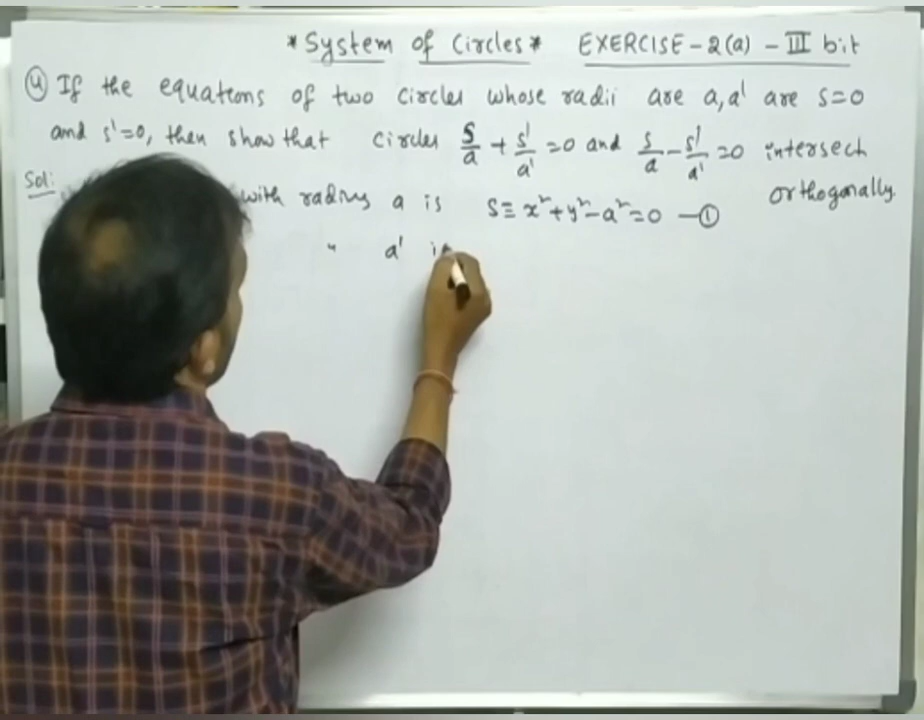 * System of Circles * EXERCISE - 2(a) - III bit
④ If the equations of two circles whose radii are a, a' are S=0
and s'=0, then show that circles S/a + s'/a' = 0 and s/a - s'/a' = 0 intersect
orthogonally.
Sol: with radius a is S≡ x²+y²-a²=0 —①
" a' is